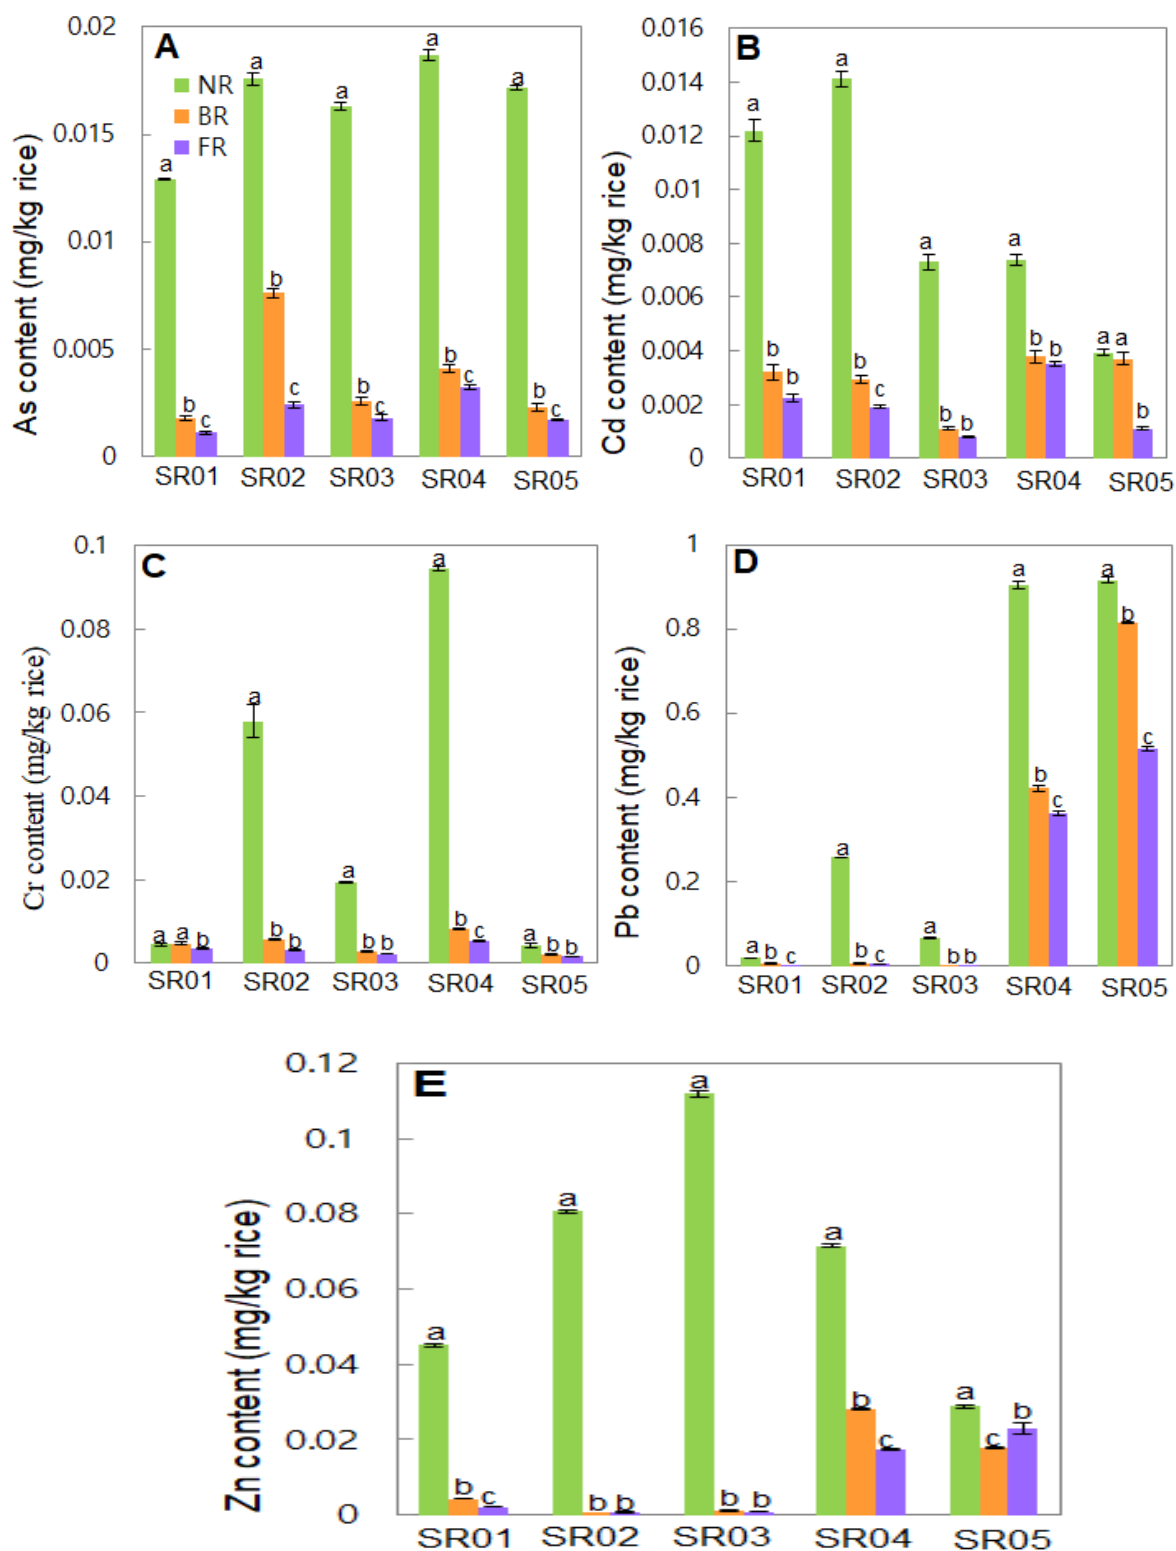 A
NR
BR
FR
As content (mg/kg rice)
0.02
0.015
0.01
0.005
0
a
a
a
a
a
b
c
b
c
b
c
b
c
b
c
SR01 SR02 SR03 SR04 SR05
B
Cd content (mg/kg rice)
0.016
0.014
0.012
0.01
0.008
0.006
0.004
0.002
0
a b b
a b c
a b b
a b b
a a b
SR01 SR02 SR03 SR04 SR05
C
Cr content (mg/kg rice)
0.1
0.08
0.06
0.04
0.02
0
a a b
a b b
a b b
a b c
a b b
SR01 SR02 SR03 SR04 SR05
D
Pb content (mg/kg rice)
1
0.8
0.6
0.4
0.2
0
a b c
a b c
a b b
a b c
a b c
SR01 SR02 SR03 SR04 SR05
E
Zn content (mg/kg rice)
0.12
0.1
0.08
0.06
0.04
0.02
0
a b c
a b b
a b b
a b c
a c b
SR01 SR02 SR03 SR04 SR05